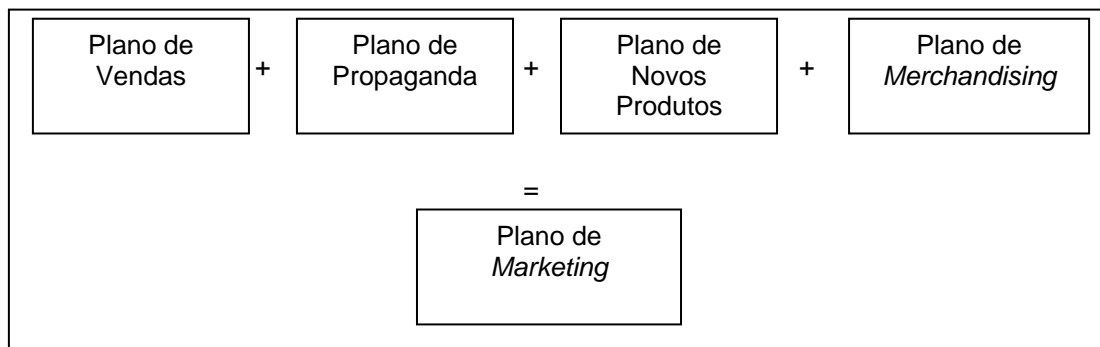 Plano de
Vendas
+
Plano de
Propaganda
+
Plano de
Novos
Produtos
+
Plano de
Merchandising
=
Plano de
Marketing